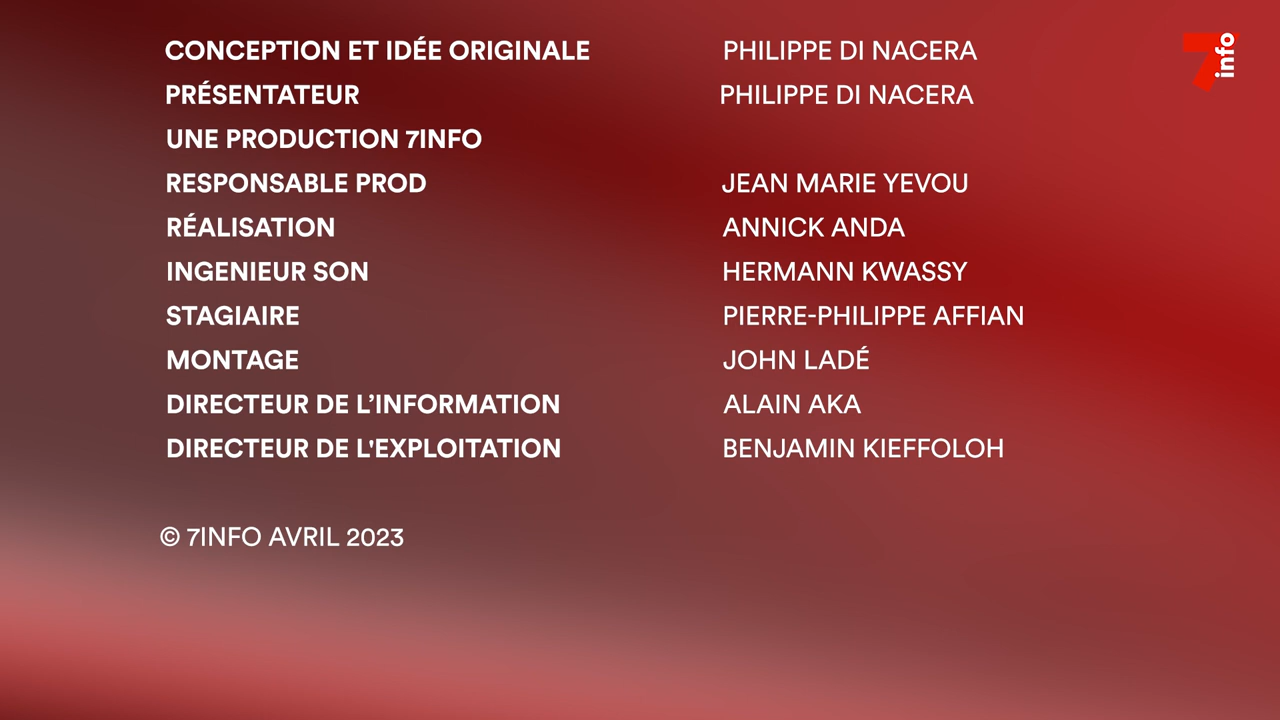 CONCEPTION ET IDÉE ORIGINALE PHILIPPE DI NACERA
PRÉSENTATEUR PHILIPPE DI NACERA
UNE PRODUCTION 7INFO
RESPONSABLE PROD JEAN MARIE YEVOU
RÉALISATION ANNICK ANDA
INGENIEUR SON HERMANN KWASSY
STAGIAIRE PIERRE-PHILIPPE AFFIAN
MONTAGE JOHN LADÉ
DIRECTEUR DE L’INFORMATION ALAIN AKA
DIRECTEUR DE L'EXPLOITATION BENJAMIN KIEFFOLOH
© 7INFO AVRIL 2023
7info